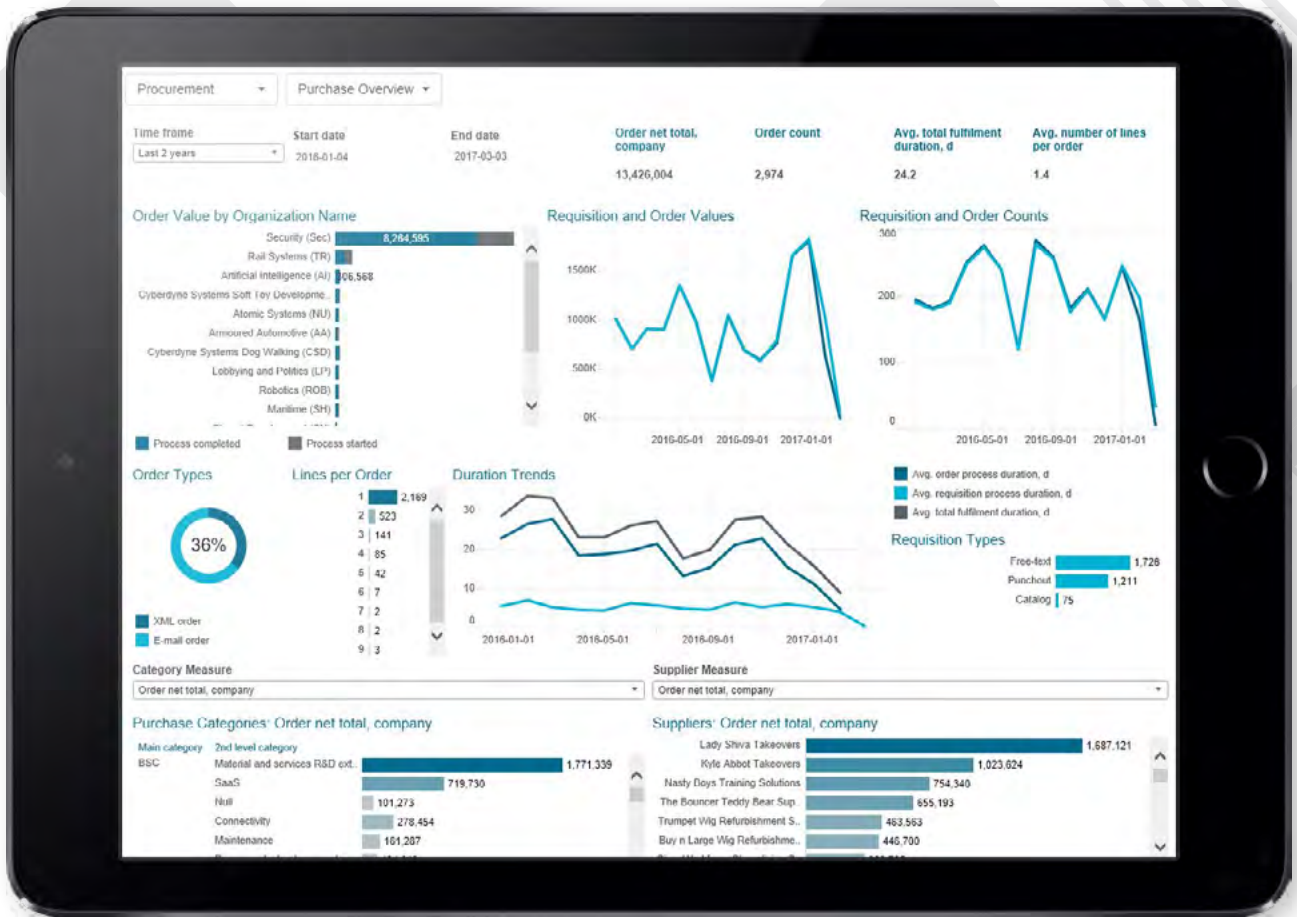 Procurement
Purchase Overview
Time frame
Start date
End date
Last 2 years
2016-01-04
2017-03-03
Order net total, company
Order count
Avg. total fulfilment duration, d
Avg. number of lines per order
13,426,004
2,974
24.2
1.4
Order Value by Organization Name
Security (Sec)
8,264,595
Rail Systems (TR)
Artificial Intelligence (AI)
106,568
Cyberdyne Systems Soft Toy Developme..
Atomic Systems (NU)
Armoured Automotive (AA)
Cyberdyne Systems Dog Walking (CSD)
Lobbying and Politics (LP)
Robotics (ROB)
Maritime (SH)
Process completed
Process started
Requisition and Order Values
1500K
1000K
500K
0K
2016-05-01
2016-09-01
2017-01-01
Requisition and Order Counts
300
200
100
0
2016-05-01
2016-09-01
2017-01-01
Order Types
36%
XML order
E-mail order
Lines per Order
1 2,169
2 523
3 141
4 85
5 42
6 7
7 2
8 2
9 3
Duration Trends
30
20
10
0
2016-01-01
2016-05-01
2016-09-01
2017-01-01
Avg. order process duration, d
Avg. requisition process duration, d
Avg. total fulfilment duration, d
Requisition Types
Free-text 1,726
Punchout 1,211
Catalog 75
Category Measure
Order net total, company
Supplier Measure
Order net total, company
Purchase Categories: Order net total, company
Main category
2nd level category
BSC
Material and services R&D ext..
1,771,339
SaaS 719,730
Null 101,273
Connectivity 278,454
Maintenance 161,287
Suppliers: Order net total, company
Lady Shiva Takeovers 1,687,121
Kyle Abbot Takeovers 1,023,624
Nasty Boys Training Solutions 754,340
The Bouncer Teddy Bear Sup.. 655,193
Trumpet Wig Refurbishment S.. 463,563
Buy n Large Wig Refurbishme.. 446,700